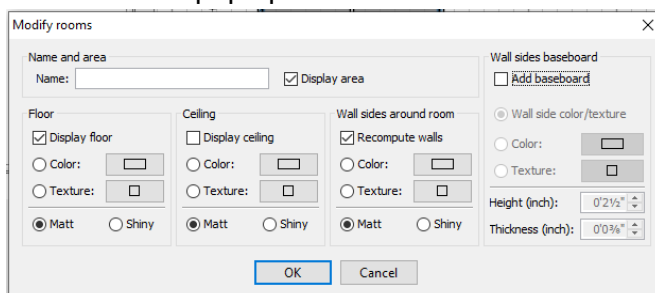 Modify rooms
Name and area
Name:
Display area
Floor
Display floor
Color:
Texture:
Matt Shiny
Ceiling
Display ceiling
Color:
Texture:
Matt Shiny
Wall sides around room
Recompute walls
Color:
Texture:
Matt Shiny
Wall sides baseboard
Add baseboard
Wall side color/texture
Color:
Texture:
Height (inch): 0'2½"
Thickness (inch): 0'0⅜"
OK Cancel